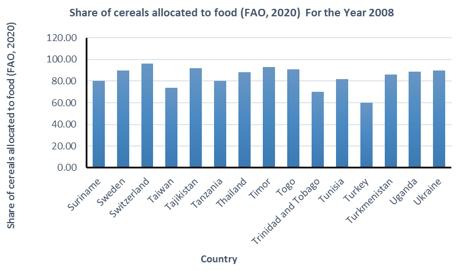 Share of cereals allocated to food (FAO, 2020)  For the Year 2008
Share of cereals allocated to food (FAO, 2020)
120.00
100.00
80.00
60.00
40.00
20.00
0.00
Suriname
Sweden
Switzerland
Taiwan
Tajikistan
Tanzania
Thailand
Timor
Togo
Trinidad and Tobago
Tunisia
Turkey
Turkmenistan
Uganda
Ukraine
Country